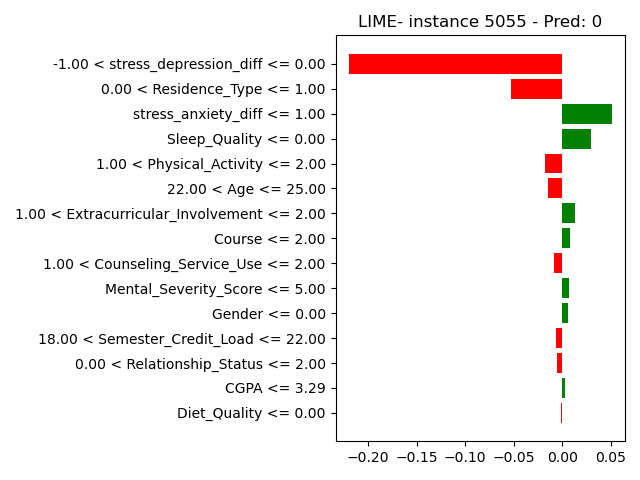 LIME- instance 5055 - Pred: 0
-1.00 < stress_depression_diff <= 0.00
0.00 < Residence_Type <= 1.00
stress_anxiety_diff <= 1.00
Sleep_Quality <= 0.00
1.00 < Physical_Activity <= 2.00
22.00 < Age <= 25.00
1.00 < Extracurricular_Involvement <= 2.00
Course <= 2.00
1.00 < Counseling_Service_Use <= 2.00
Mental_Severity_Score <= 5.00
Gender <= 0.00
18.00 < Semester_Credit_Load <= 22.00
0.00 < Relationship_Status <= 2.00
CGPA <= 3.29
Diet_Quality <= 0.00
−0.20 −0.15 −0.10 −0.05 0.00 0.05